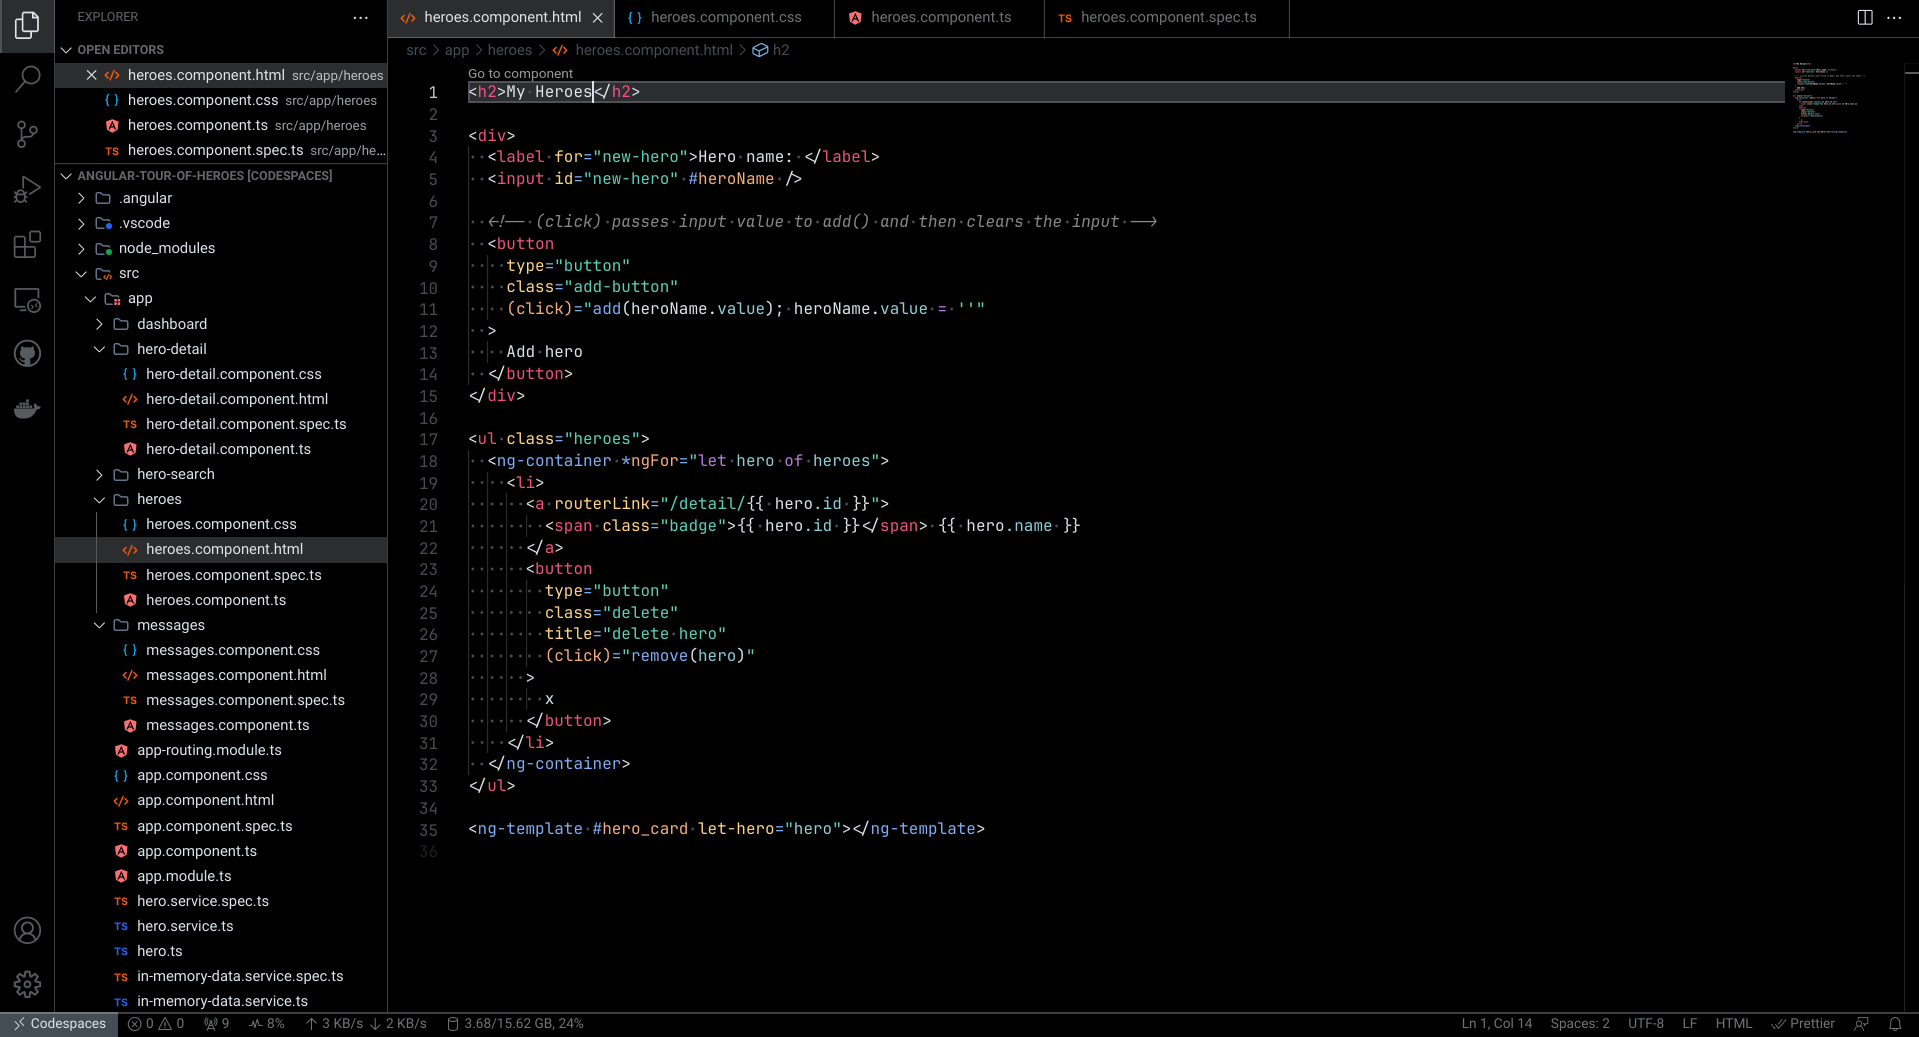 EXPLORER
OPEN EDITORS
heroes.component.html src/app/heroes
heroes.component.css src/app/heroes
heroes.component.ts src/app/heroes
TS heroes.component.spec.ts src/app/he...
ANGULAR-TOUR-OF-HEROES [CODESPACES]
.angular
.vscode
node_modules
src
app
dashboard
hero-detail
hero-detail.component.css
hero-detail.component.html
TS hero-detail.component.spec.ts
hero-detail.component.ts
hero-search
heroes
heroes.component.css
heroes.component.html
TS heroes.component.spec.ts
heroes.component.ts
messages
messages.component.css
messages.component.html
TS messages.component.spec.ts
messages.component.ts
app-routing.module.ts
app.component.css
app.component.html
TS app.component.spec.ts
app.component.ts
app.module.ts
TS hero.service.spec.ts
TS hero.service.ts
TS hero.ts
TS in-memory-data.service.spec.ts
TS in-memory-data.service.ts
heroes.component.html
heroes.component.css
heroes.component.ts
TS heroes.component.spec.ts
src > app > heroes > heroes.component.html > h2
Go to component
1 <h2>My Heroes</h2>
2
3 <div>
4   <label for="new-hero">Hero name: </label>
5   <input id="new-hero" #heroName />
6
7   <!-- (click) passes input value to add() and then clears the input -->
8   <button
9     type="button"
10     class="add-button"
11     (click)="add(heroName.value); heroName.value = ''"
12   >
13     Add hero
14   </button>
15 </div>
16
17 <ul class="heroes">
18   <ng-container *ngFor="let hero of heroes">
19     <li>
20       <a routerLink="/detail/{{ hero.id }}">
21         <span class="badge">{{ hero.id }}</span> {{ hero.name }}
22       </a>
23       <button
24         type="button"
25         class="delete"
26         title="delete hero"
27         (click)="remove(hero)"
28       >
29         x
30       </button>
31     </li>
32   </ng-container>
33 </ul>
34
35 <ng-template #hero_card let-hero="hero"></ng-template>
36
Codespaces 0 0 9 8% ↑ 3 KB/s ↓ 2 KB/s 3.68/15.62 GB, 24% Ln 1, Col 14 Spaces: 2 UTF-8 LF HTML Prettier